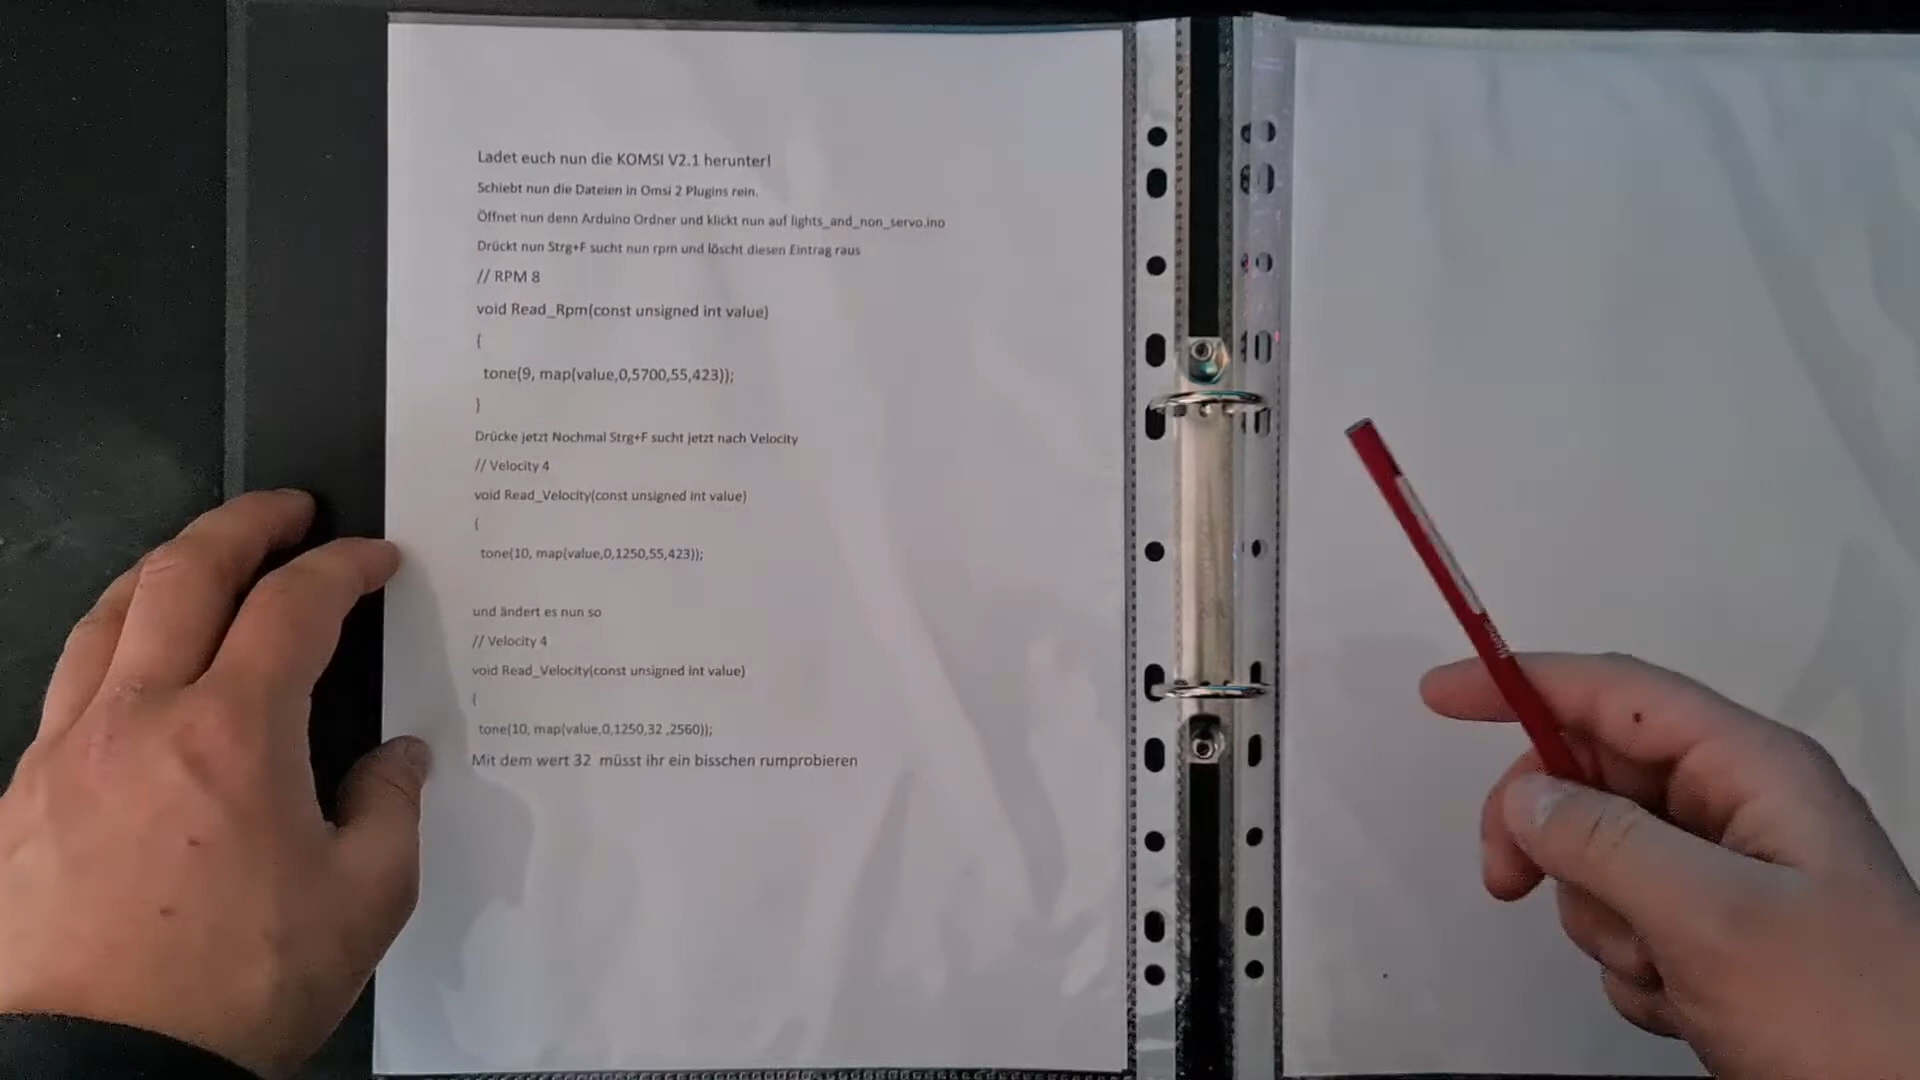 Ladet euch nun die KOMSI V2.1 herunter!
Schiebt nun die Dateien in Omsi 2 Plugins rein.
Öffnet nun denn Arduino Ordner und klickt nun auf lights_and_non_servo.ino
Drückt nun Strg+F sucht nun rpm und löscht diesen Eintrag raus
// RPM 8
void Read_Rpm(const unsigned int value)
{
tone(9, map(value,0,5700,55,423));
}
Drücke jetzt Nochmal Strg+F sucht jetzt nach Velocity
// Velocity 4
void Read_Velocity(const unsigned int value)
{
tone(10, map(value,0,1250,55,423));
und ändert es nun so
// Velocity 4
void Read_Velocity(const unsigned int value)
{
tone(10, map(value,0,1250,32 ,2560));
Mit dem wert 32 müsst ihr ein bisschen rumprobieren